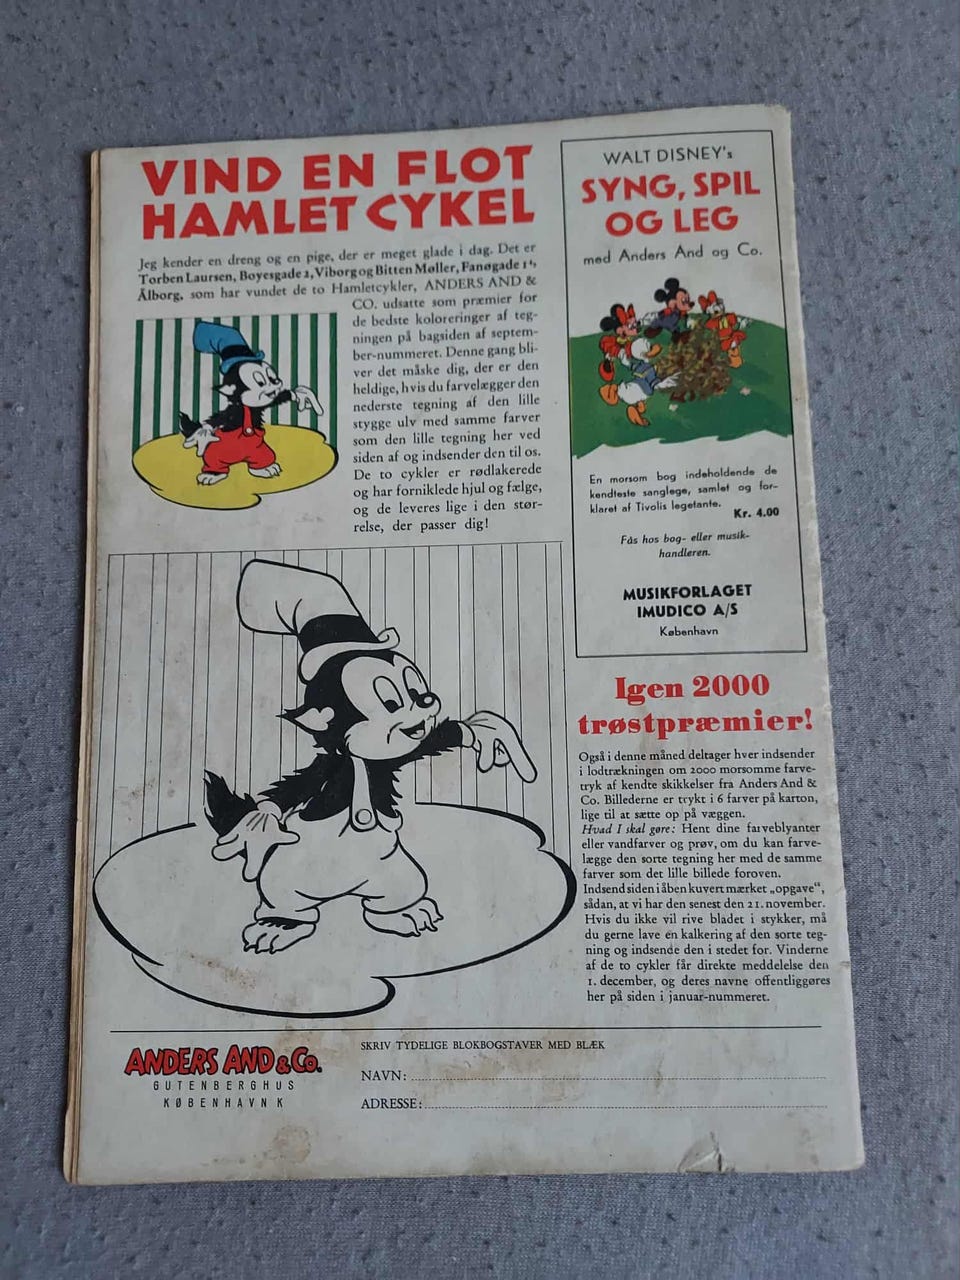 VIND EN FLOT
HAMLET CYKEL
Jeg kender en dreng og en pige, der er meget glade i dag. Det er
Torben Laursen, Boyesgade 2, Viborg og Bitten Møller, Fanøgade 1⁴,
Ålborg, som har vundet de to Hamletcykler, ANDERS AND &
CO. udsatte som præmier for
de bedste koloreringer af teg-
ningen på bagsiden af septem-
ber-nummeret. Denne gang bli-
ver det måske dig, der er den
heldige, hvis du farvelægger den
nederste tegning af den lille
stygge ulv med samme farver
som den lille tegning her ved
siden af og indsender den til os.
De to cykler er rødlakerede
og har forniklede hjul og fælge,
og de leveres lige i den stør-
relse, der passer dig!
WALT DISNEY's
SYNG, SPIL
OG LEG
med Anders And og Co.
En morsom bog indeholdende de
kendteste sanglege, samlet og for-
klaret af Tivolis legetante.
Kr. 4.00
Fås hos bog- eller musik-
handleren.
MUSIKFORLAGET
IMUDICO A/S
København
Igen 2000
trøstpræmier!
Også i denne måned deltager hver indsender
i lodtrækningen om 2000 morsomme farve-
tryk af kendte skikkelser fra Anders And &
Co. Billederne er trykt i 6 farver på karton,
lige til at sætte op på væggen.
Hvad I skal gøre: Hent dine farveblyanter
eller vandfarver og prøv, om du kan farve-
lægge den sorte tegning her med de samme
farver som det lille billede foroven.
Indsend siden i åben kuvert mærket „opgave“,
sådan, at vi har den senest den 21. november.
Hvis du ikke vil rive bladet i stykker, må
du gerne lave en kalkering af den sorte teg-
ning og indsende den i stedet for. Vinderne
af de to cykler får direkte meddelelse den
1. december, og deres navne offentliggøres
her på siden i januar-nummeret.
ANDERS AND & Co.
GUTENBERGHUS
KØBENHAVN K
SKRIV TYDELIGE BLOKBOGSTAVER MED BLÆK
NAVN:
ADRESSE: